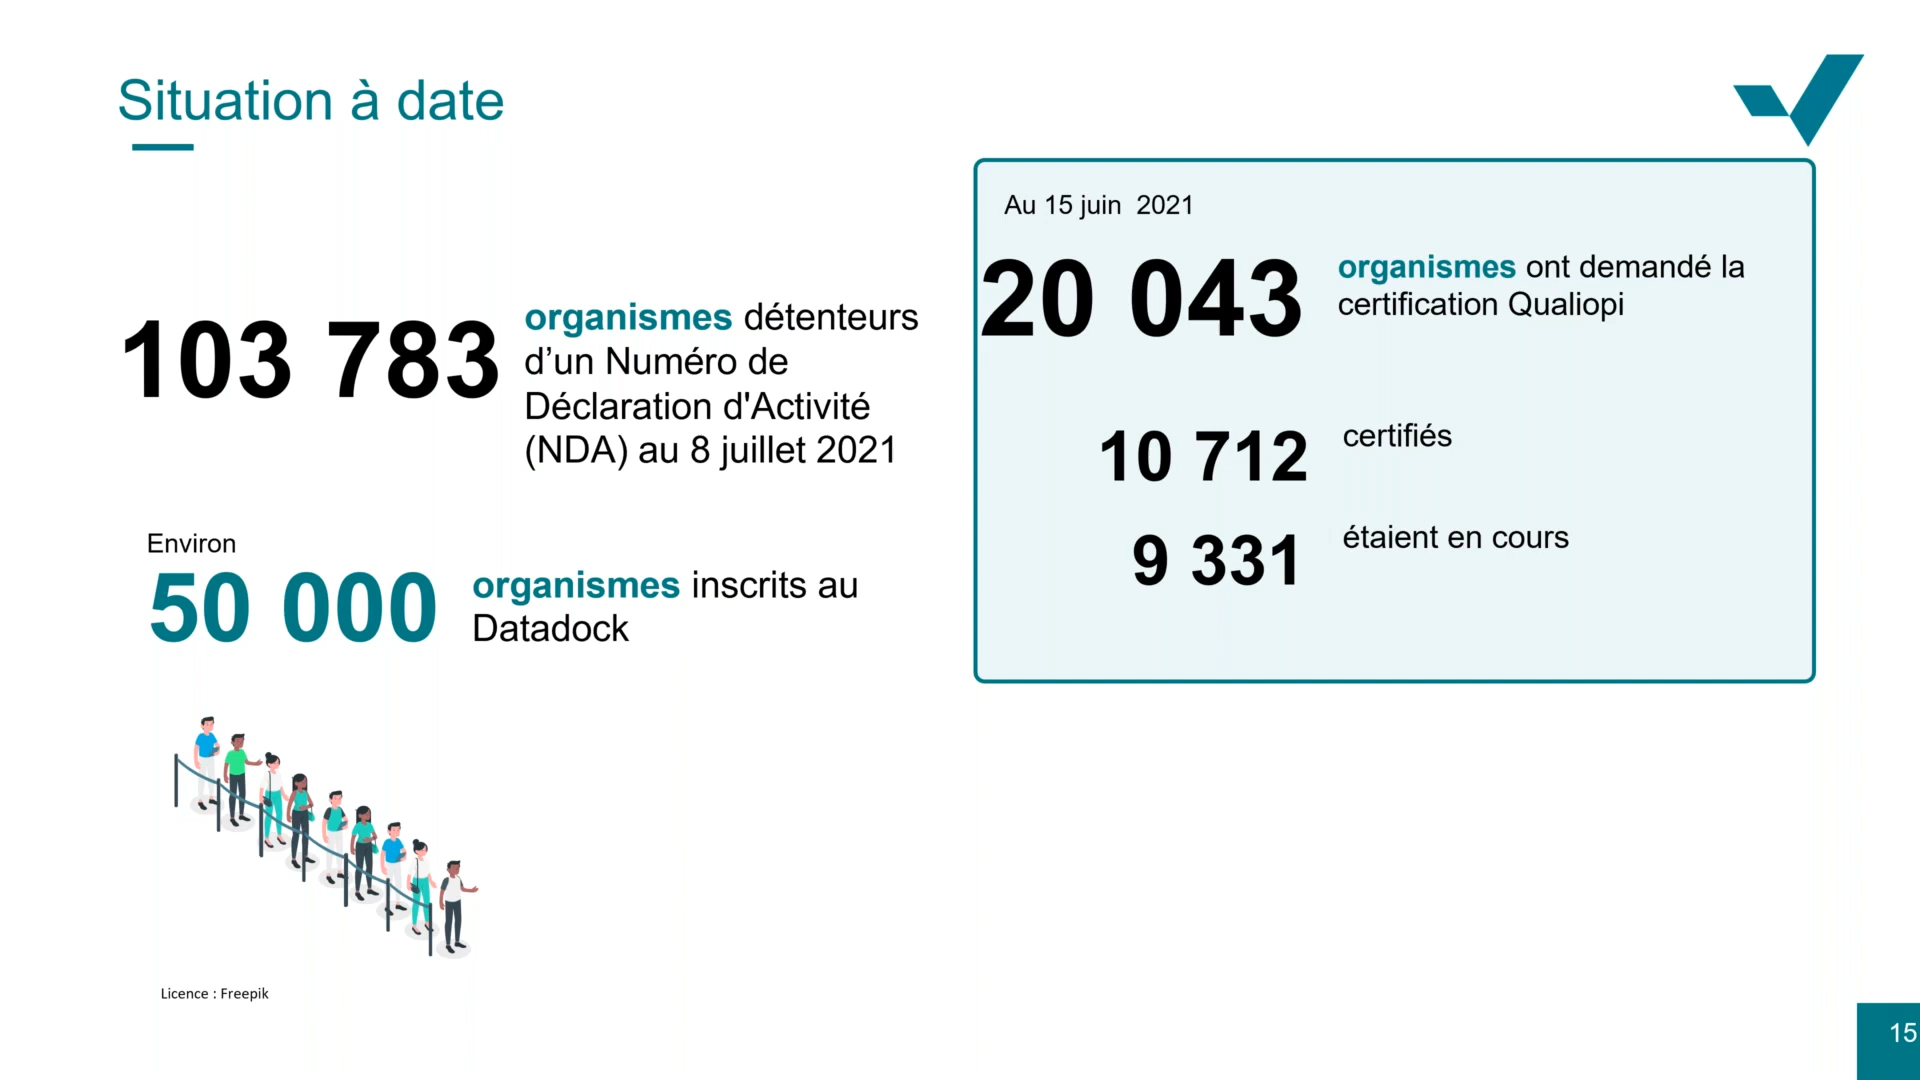 Situation à date
103 783
organismes détenteurs
d’un Numéro de
Déclaration d'Activité
(NDA) au 8 juillet 2021
Environ
50 000
organismes inscrits au
Datadock
Licence : Freepik
Au 15 juin  2021
20 043
organismes ont demandé la
certification Qualiopi
10 712
certifiés
9 331
étaient en cours
15